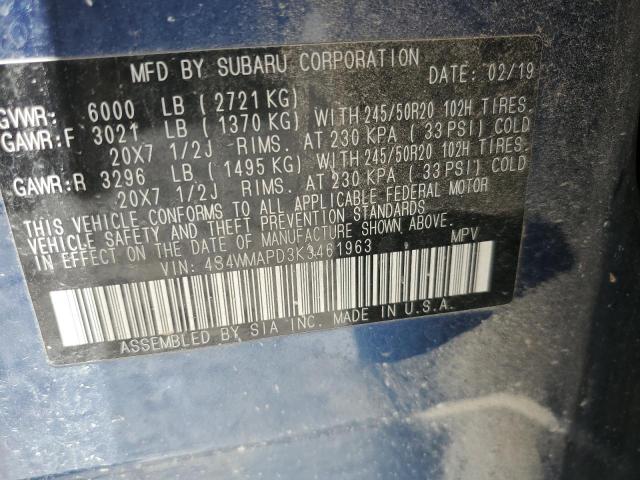 MFD BY SUBARU CORPORATION DATE: 02/19
GVWR: 6000 LB (2721 KG)
GAWR:F 3021 LB (1370 KG) WITH 245/50R20 102H TIRES.
20X7 1/2J RIMS. AT 230 KPA (33 PSI) COLD
GAWR:R 3296 LB (1495 KG) WITH 245/50R20 102H TIRES.
20X7 1/2J RIMS. AT 230 KPA (33 PSI) COLD
THIS VEHICLE CONFORMS TO ALL APPLICABLE FEDERAL MOTOR
VEHICLE SAFETY AND THEFT PREVENTION STANDARDS
IN EFFECT ON THE DATE OF MANUFACTURE SHOWN ABOVE.
VIN: 4S4WMAPD3K3461963 MPV
ASSEMBLED BY SIA INC. MADE IN U.S.A.